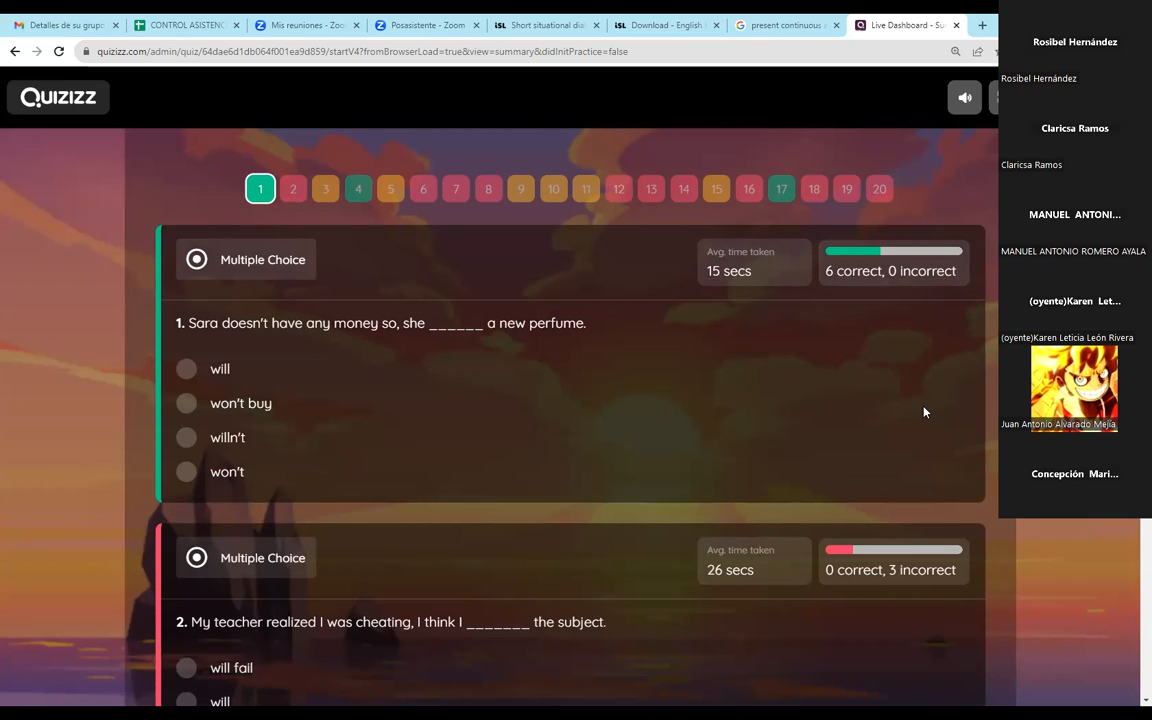 Detalles de su grupo
CONTROL ASISTENC
Mis reuniones - Zoo
Posasistente - Zoom
iSL Short situational dia
iSL Download - English
present continuous
Live Dashboard - Su
quizizz.com/admin/quiz/64dae6d1db064f001ea9d859/startV4?fromBrowserLoad=true&view=summary&didInitPractice=false
QUIZIZZ
1 2 3 4 5 6 7 8 9 10 11 12 13 14 15 16 17 18 19 20
Multiple Choice
Avg. time taken
15 secs
6 correct, 0 incorrect
1. Sara doesn't have any money so, she ______ a new perfume.
will
won't buy
willn't
won't
Multiple Choice
Avg. time taken
26 secs
0 correct, 3 incorrect
2. My teacher realized I was cheating, I think I _______ the subject.
will fail
will
Rosibel Hernández
Rosibel Hernández
Claricsa Ramos
Claricsa Ramos
MANUEL ANTONI...
MANUEL ANTONIO ROMERO AYALA
(oyente)Karen Let...
(oyente)Karen Leticia León Rivera
Juan Antonio Alvarado Mejía
Concepción Mari...